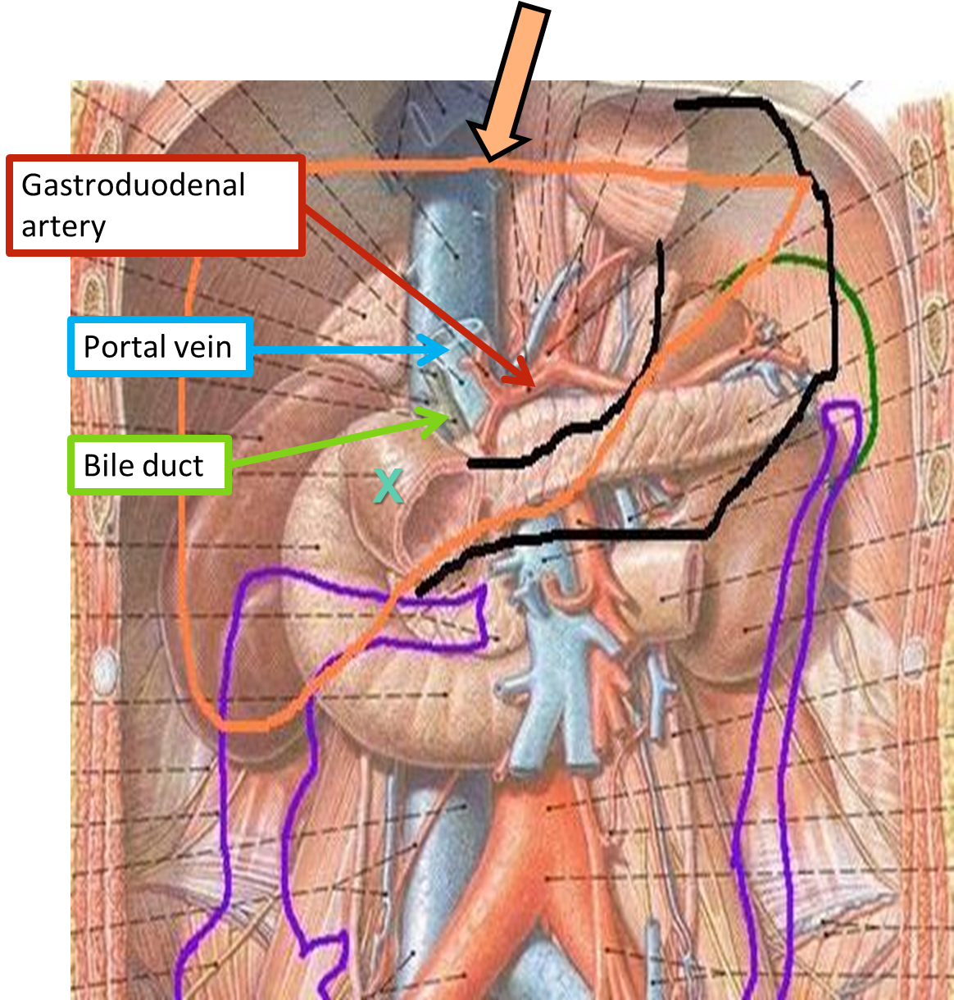 Gastroduodenal
artery
Portal vein
Bile duct
X